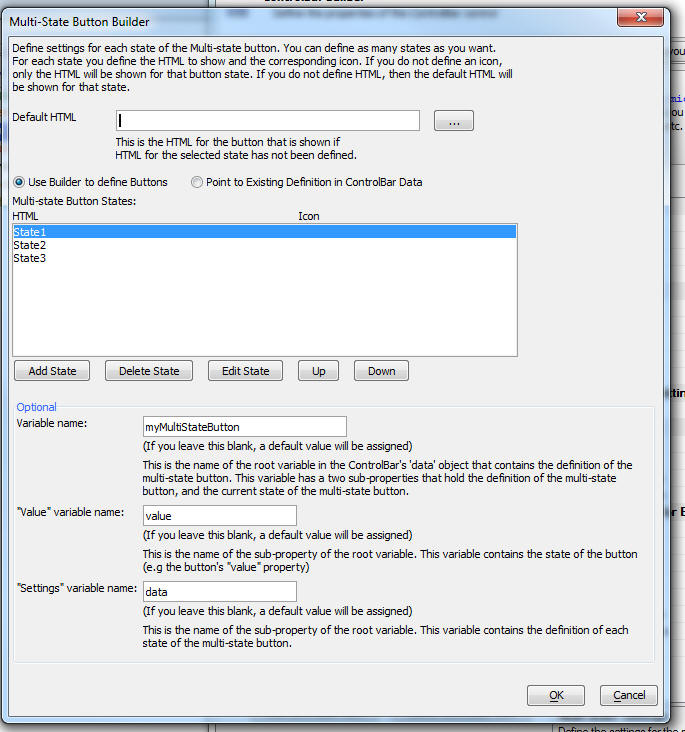 Multi-State Button Builder
Define settings for each state of the Multi-state button. You can define as many states as you want.
For each state you define the HTML to show and the corresponding icon. If you do not define an icon,
only the HTML will be shown for that button state. If you do not define HTML, then the default HTML will
be shown for that state.
Default HTML
...
This is the HTML for the button that is shown if
HTML for the selected state has not been defined.
Use Builder to define Buttons Point to Existing Definition in ControlBar Data
Multi-state Button States:
HTML Icon
State1
State2
State3
Add State Delete State Edit State Up Down
Optional
Variable name: myMultiStateButton
(If you leave this blank, a default value will be assigned)
This is the name of the root variable in the ControlBar's 'data' object that contains the definition of the
multi-state button. This variable has a two sub-properties that hold the definition of the multi-state
button, and the current state of the multi-state button.
"Value" variable name: value
(If you leave this blank, a default value will be assigned)
This is the name of the sub-property of the root variable. This variable contains the state of the button
(e.g the button's "value" property)
"Settings" variable name: data
(If you leave this blank, a default value will be assigned)
This is the name of the sub-property of the root variable. This variable contains the definition of each
state of the multi-state button.
OK Cancel